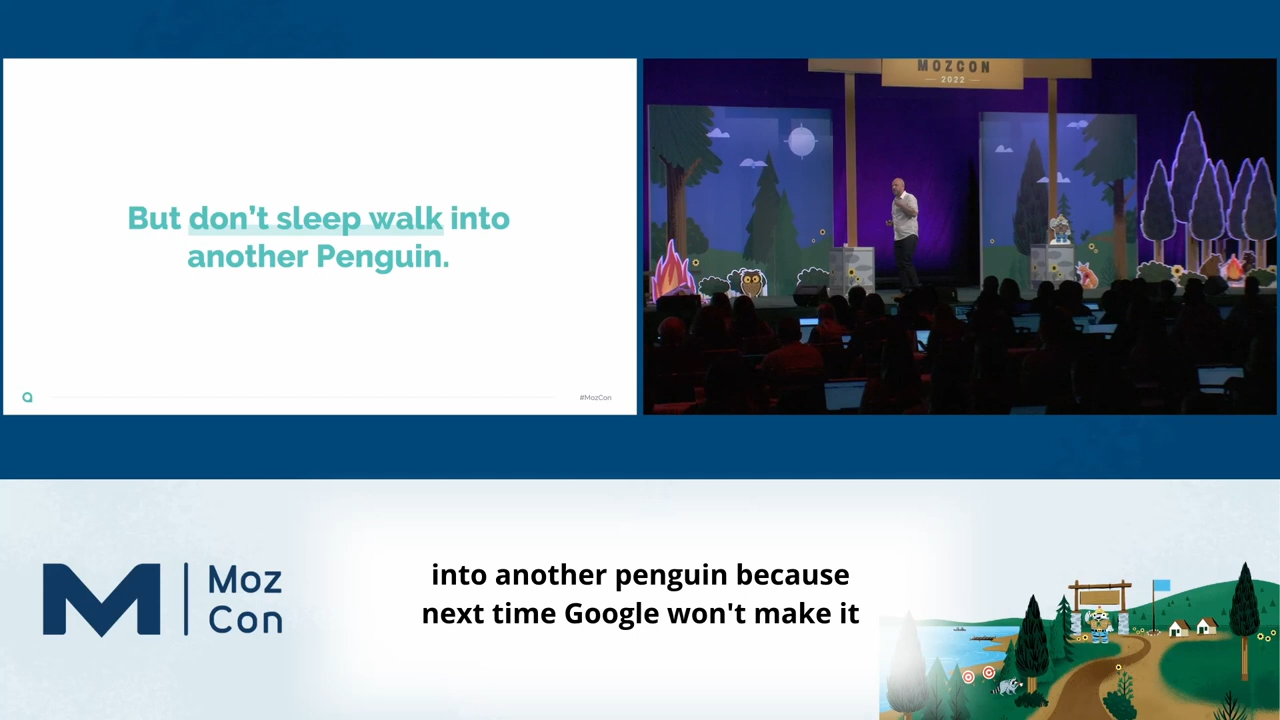 But don't sleep walk into
another Penguin.
#MozCon
MOZCON
2022
Moz
Con
into another penguin because
next time Google won't make it